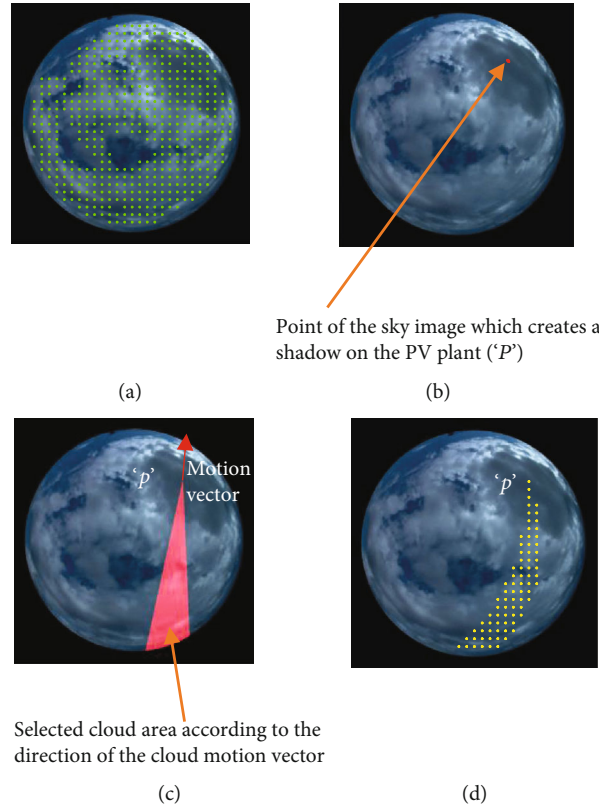 Point of the sky image which creates a
shadow on the PV plant ('P')
(a)
(b)
'p'
Motion
vector
'p'
Selected cloud area according to the
direction of the cloud motion vector
(c)
(d)